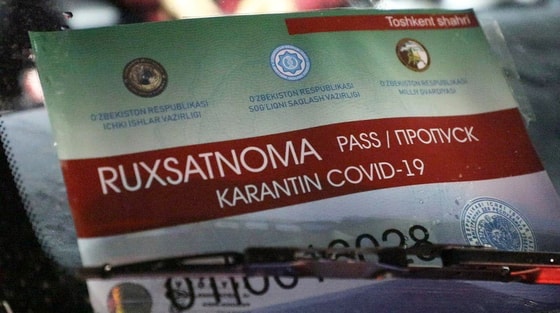 Toshkent shahri
O'ZBEKISTON RESPUBLIKASI
ICHKI ISHLAR VAZIRLIGI
O'ZBEKISTON RESPUBLIKASI
SOG'LIQNI SAQLASH VAZIRLIGI
O'ZBEKISTON RESPUBLIKASI
MILLIY GVARDIYASI
RUXSATNOMA PASS / ПРОПУСК
KARANTIN COVID-19